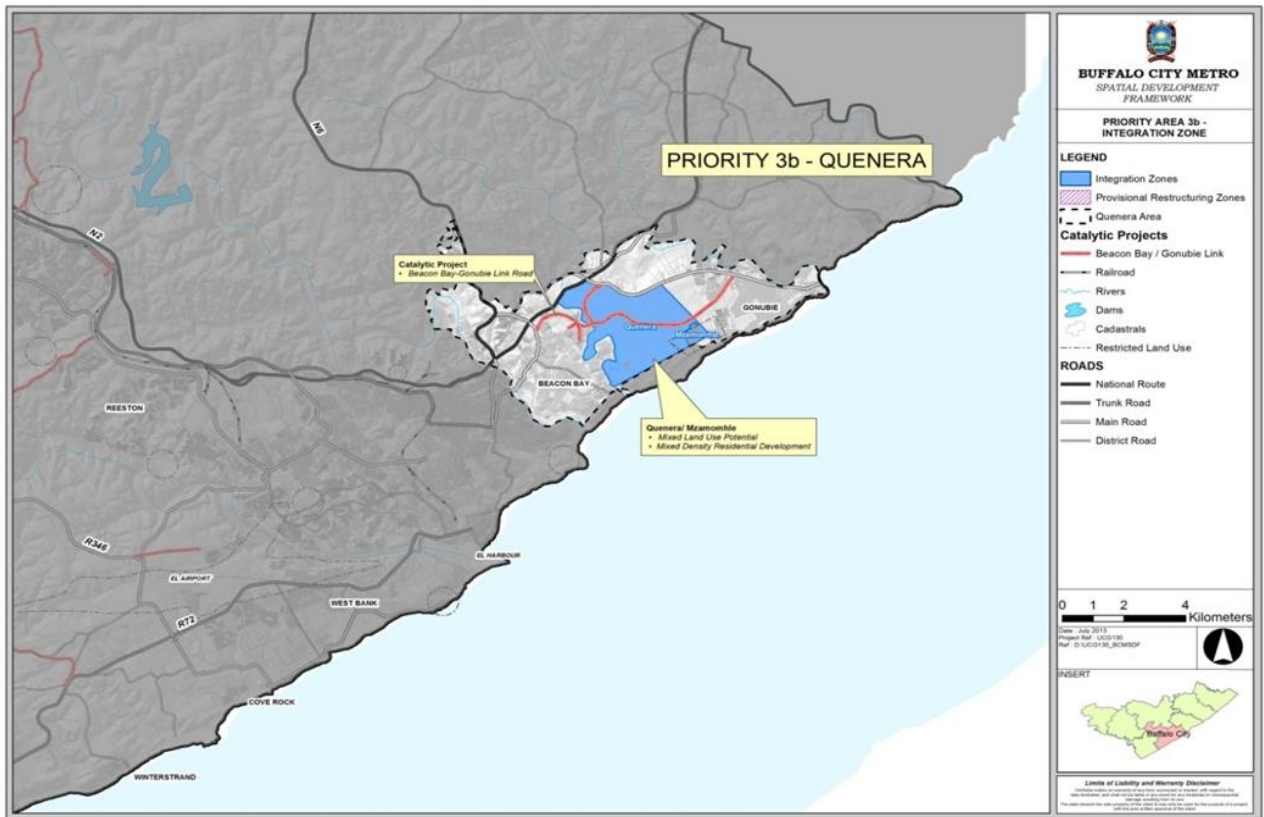 N6
N2
PRIORITY 3b - QUENERA
Catalytic Project
• Beacon Bay-Gonubie Link Road
GONUBIE
Quenera
Mzamomhle
BEACON BAY
REESTON
Quenera/ Mzamomhle
• Mixed Land Use Potential
• Mixed Density Residential Development
R346
EL HARBOUR
EL AIRPORT
WEST BANK
R72
COVE ROCK
WINTERSTRAND
BUFFALO CITY METRO
SPATIAL DEVELOPMENT
FRAMEWORK
PRIORITY AREA 3b -
INTEGRATION ZONE
LEGEND
Integration Zones
Provisional Restructuring Zones
Quenera Area
Catalytic Projects
Beacon Bay / Gonubie Link
Railroad
Rivers
Dams
Cadastrals
Restricted Land Use
ROADS
National Route
Trunk Road
Main Road
District Road
0 1 2 4
Kilometers
Date : July 2013
Project Ref : UCG130
Ref : D:\UCG130_BCMSDF
INSERT
Buffalo City
Limits of Liability and Warranty Disclaimer